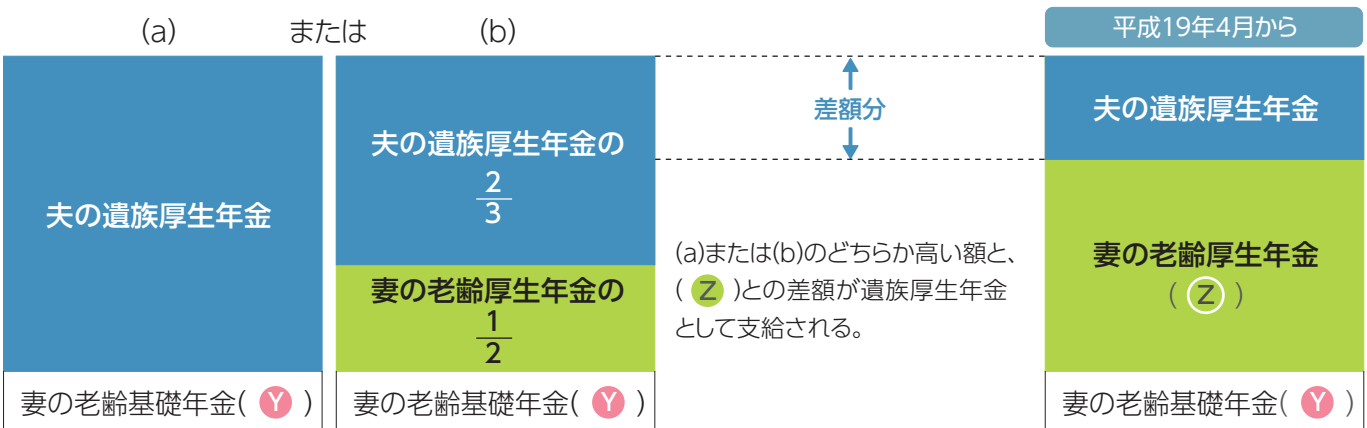 (a) または (b)
平成19年4月から
夫の遺族厚生年金
夫の遺族厚生年金の
2
3
妻の老齢厚生年金の
1
2
差額分
(a)または(b)のどちらか高い額と、
( Z )との差額が遺族厚生年金
として支給される。
夫の遺族厚生年金
妻の老齢厚生年金
( Z )
妻の老齢基礎年金( Y )
妻の老齢基礎年金( Y )
妻の老齢基礎年金( Y )